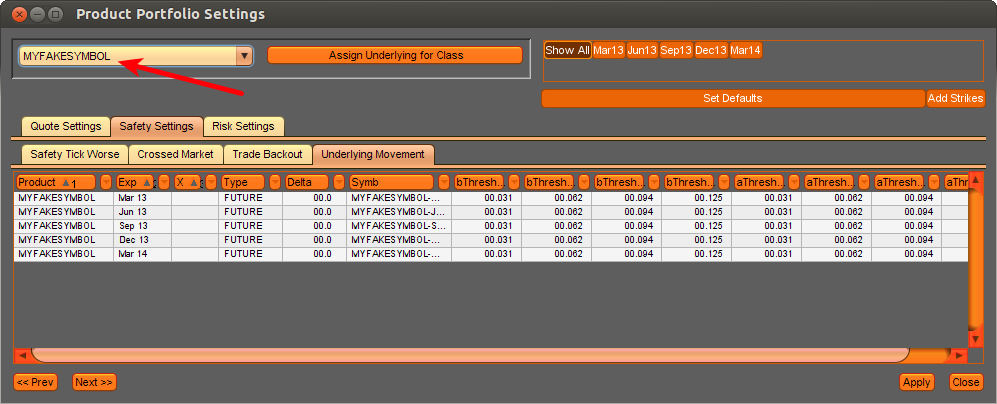 Product Portfolio Settings
MYFAKESYMBOL Assign Underlying for Class Show All Mar13 Jun13 Sep13 Dec13 Mar14
Set Defaults Add Strikes
Quote Settings Safety Settings Risk Settings
Safety Tick Worse Crossed Market Trade Backout Underlying Movement
Product 1 Exp X Type Delta Symb bThresh... bThresh... bThresh... bThresh... aThresh... aThresh... aThresh... aThr
MYFAKESYMBOL Mar 13 FUTURE 00.0 MYFAKESYMBOL-... 00.031 00.062 00.094 00.125 00.031 00.062 00.094
MYFAKESYMBOL Jun 13 FUTURE 00.0 MYFAKESYMBOL-J... 00.031 00.062 00.094 00.125 00.031 00.062 00.094
MYFAKESYMBOL Sep 13 FUTURE 00.0 MYFAKESYMBOL-S... 00.031 00.062 00.094 00.125 00.031 00.062 00.094
MYFAKESYMBOL Dec 13 FUTURE 00.0 MYFAKESYMBOL-... 00.031 00.062 00.094 00.125 00.031 00.062 00.094
MYFAKESYMBOL Mar 14 FUTURE 00.0 MYFAKESYMBOL-... 00.031 00.062 00.094 00.125 00.031 00.062 00.094
<< Prev Next >> Apply Close